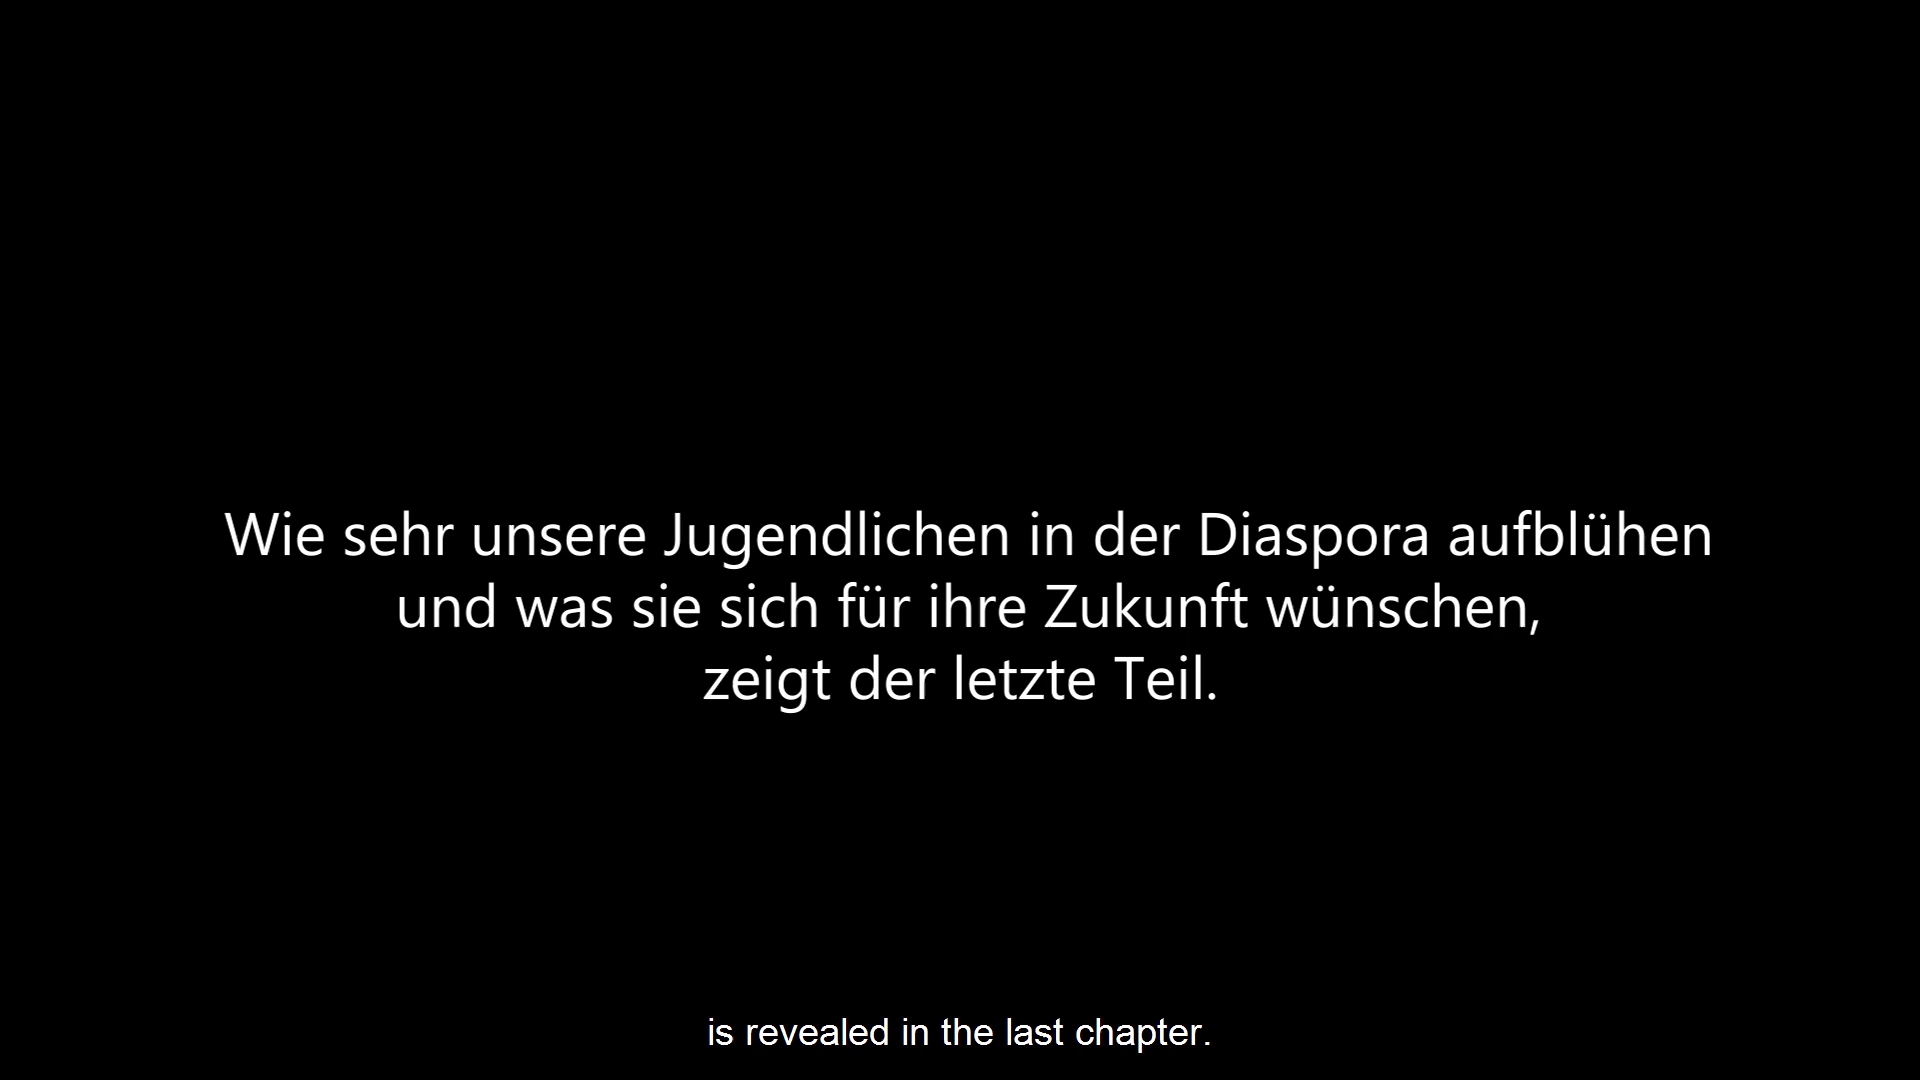 Wie sehr unsere Jugendlichen in der Diaspora aufblühen
und was sie sich für ihre Zukunft wünschen,
zeigt der letzte Teil.
is revealed in the last chapter.